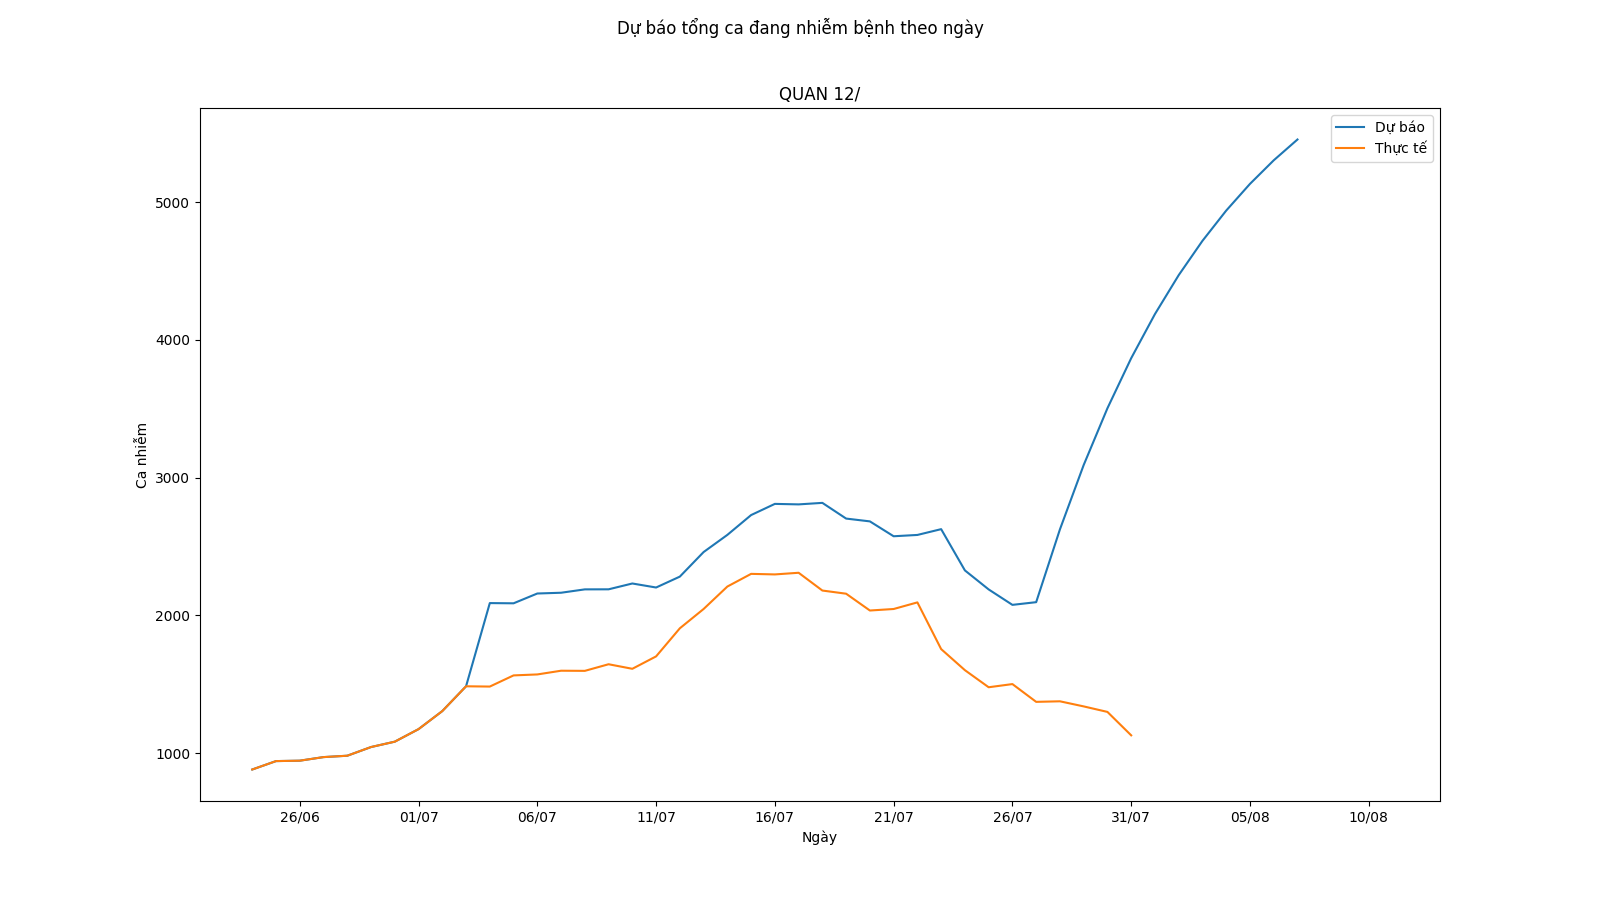 Dự báo tổng ca đang nhiễm bệnh theo ngày
QUAN 12/
Dự báo
Thực tế
5000
4000
3000
2000
1000
Ca nhiễm
26/06 01/07 06/07 11/07 16/07 21/07 26/07 31/07 05/08 10/08
Ngày